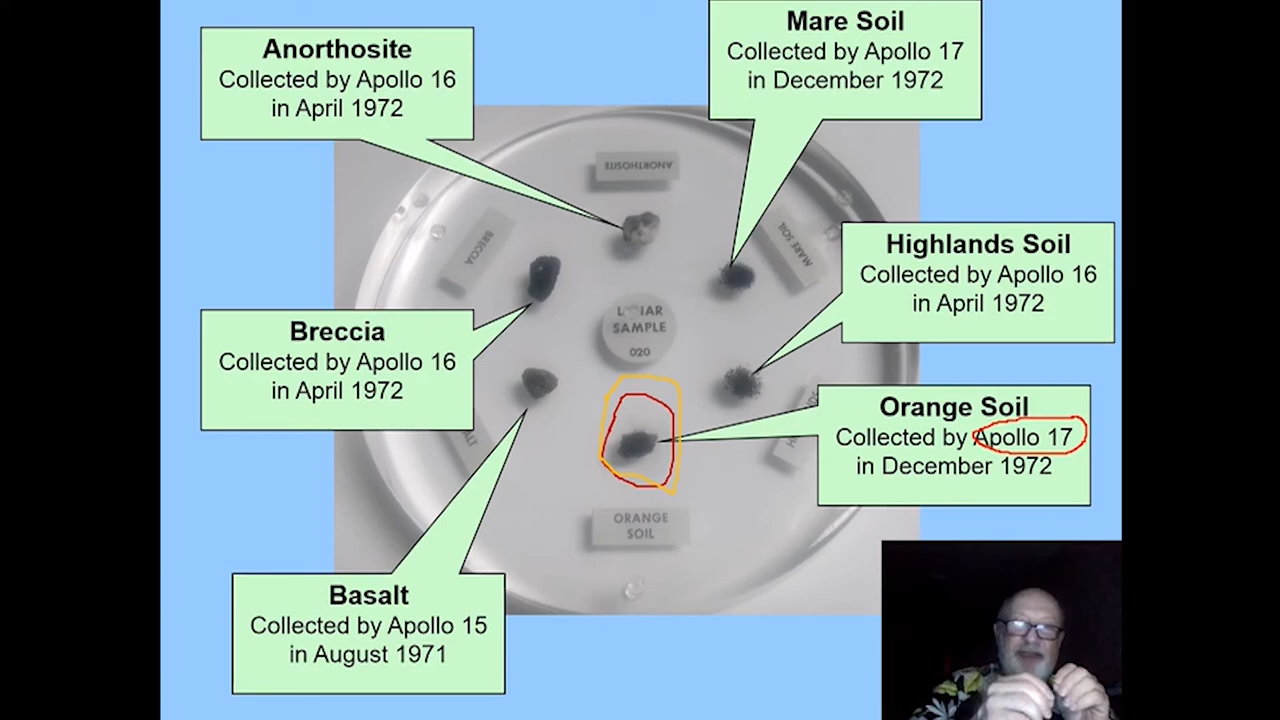 Anorthosite
Collected by Apollo 16
in April 1972
Mare Soil
Collected by Apollo 17
in December 1972
ANORTHOSITE
BRECCIA
MARE SOIL
Highlands Soil
Collected by Apollo 16
in April 1972
Breccia
Collected by Apollo 16
in April 1972
SAMPLE
020
Orange Soil
Collected by Apollo 17
in December 1972
ORANGE
SOIL
Basalt
Collected by Apollo 15
in August 1971